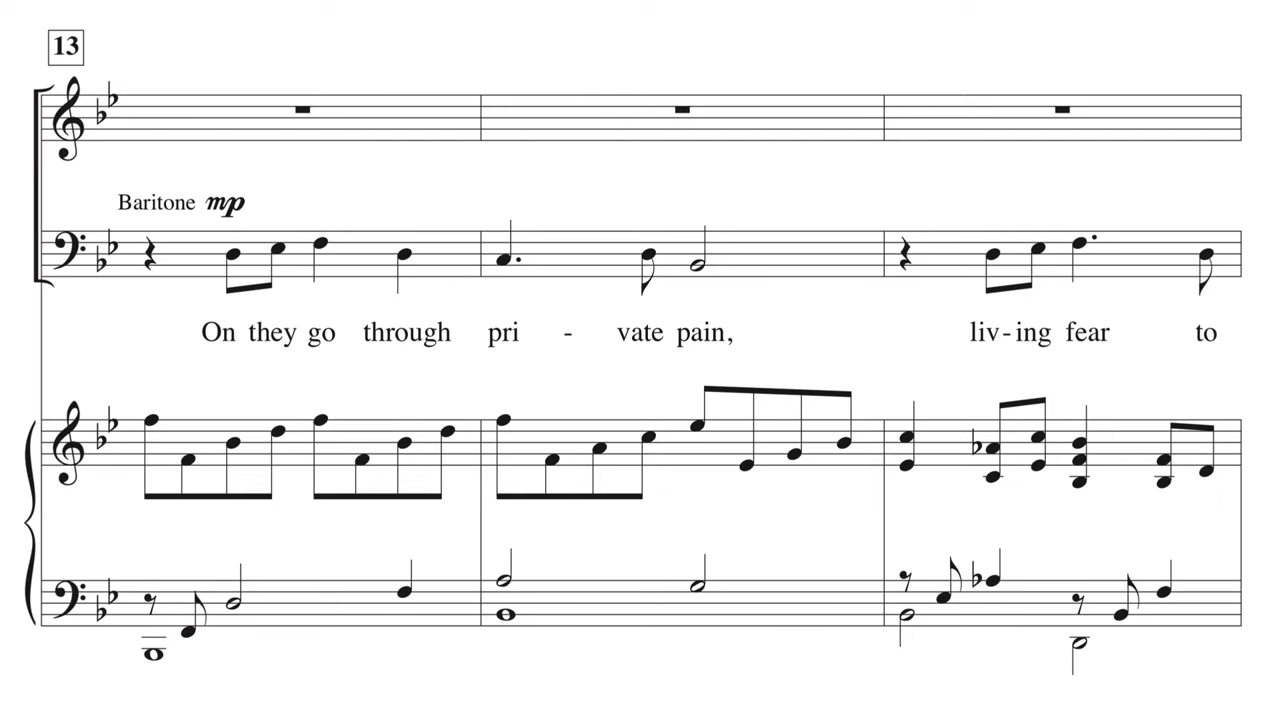 13
Baritone mp
On they go through pri - vate pain, liv - ing fear to